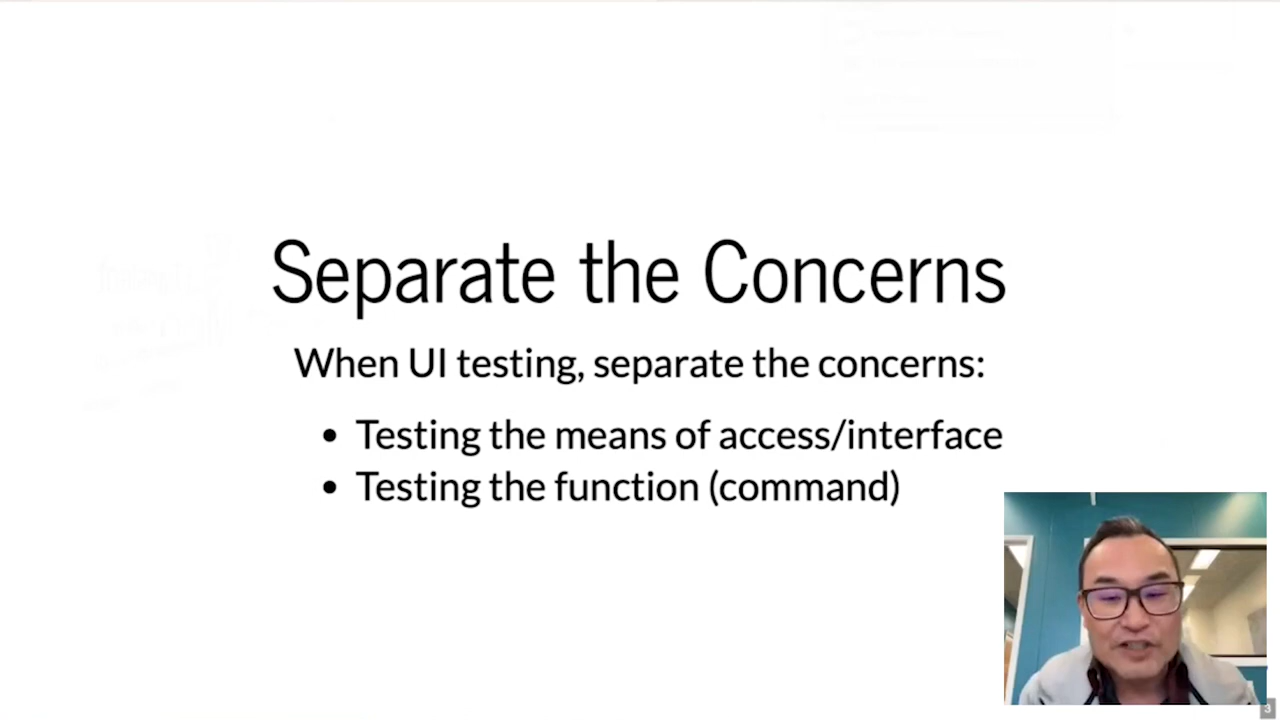 Separate the Concerns
When UI testing, separate the concerns:
• Testing the means of access/interface
• Testing the function (command)
3